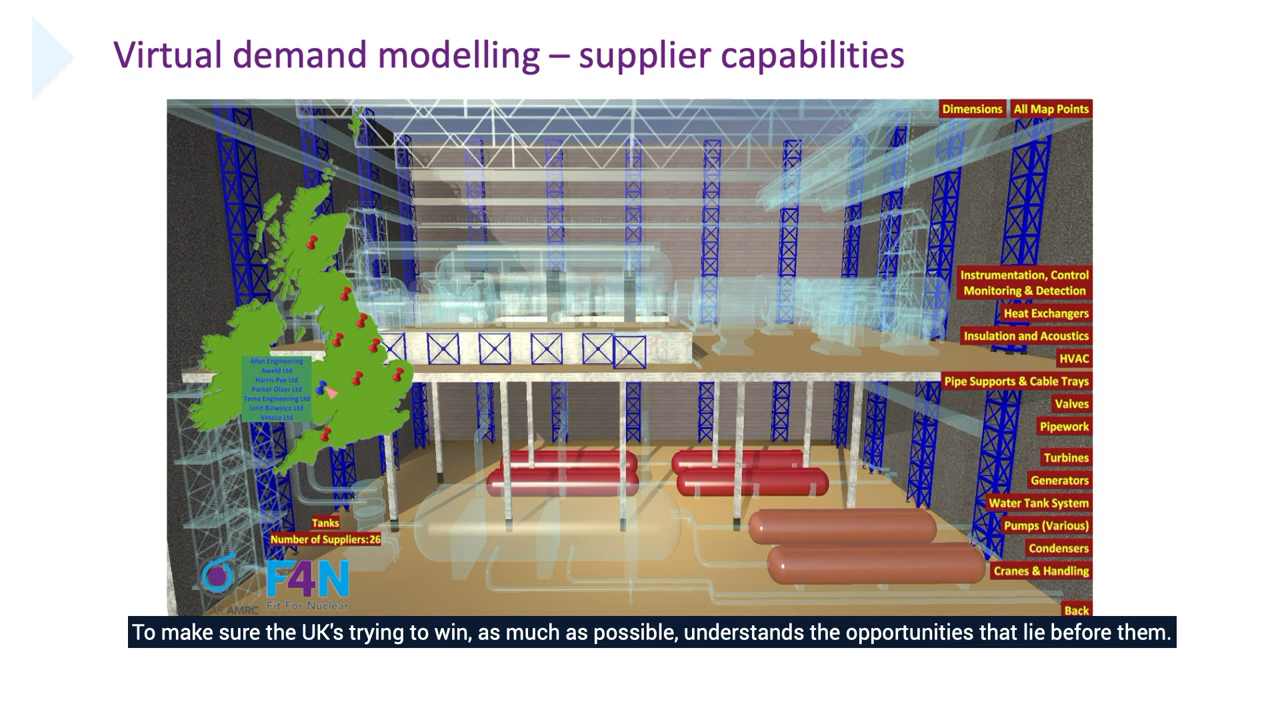 Virtual demand modelling – supplier capabilities
Dimensions
All Map Points
Instrumentation, Control
Monitoring & Detection
Heat Exchangers
Insulation and Acoustics
HVAC
Pipe Supports & Cable Trays
Valves
Pipework
Turbines
Generators
Water Tank System
Pumps (Various)
Condensers
Cranes & Handling
Back
Afon Engineering
Aweld Ltd
Harris Pye Ltd
Parker Olaer Ltd
Tema Engineering Ltd
Unit Birwelco Ltd
Vessco Ltd
Tanks
Number of Suppliers:26
AMRC
F4N
Fit For Nuclear
To make sure the UK's trying to win, as much as possible, understands the opportunities that lie before them.